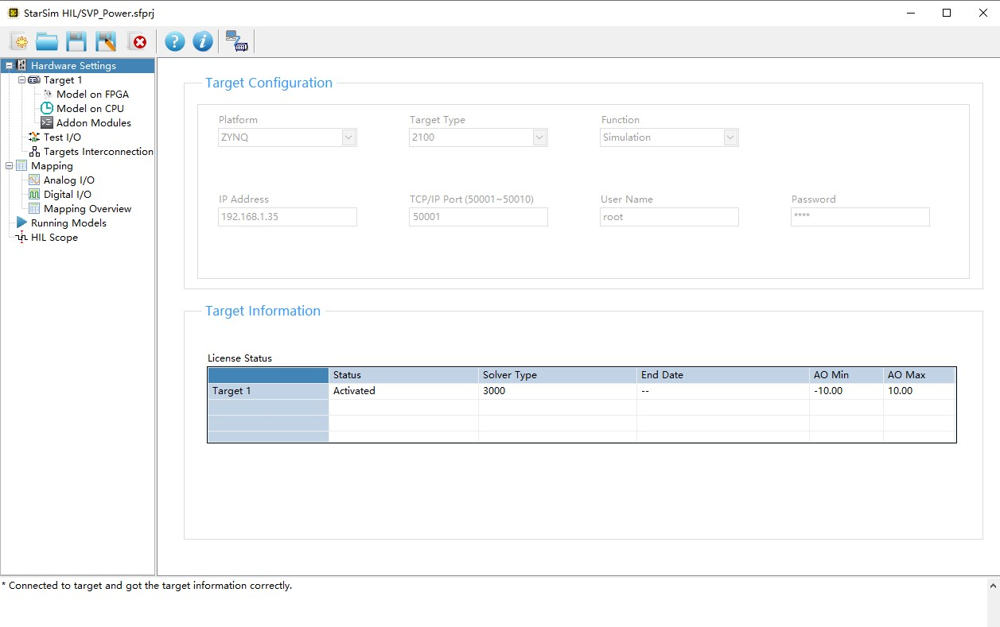 StarSim HIL/SVP_Power.sfprj
Hardware Settings
Target 1
Model on FPGA
Model on CPU
Addon Modules
Test I/O
Targets Interconnection
Mapping
Analog I/O
Digital I/O
Mapping Overview
Running Models
HIL Scope
Target Configuration
Platform Target Type Function
ZYNQ 2100 Simulation
IP Address TCP/IP Port (50001~50010) User Name Password
192.168.1.35 50001 root ****
Target Information
License Status
Status Solver Type End Date AO Min AO Max
Target 1 Activated 3000 -- -10.00 10.00
* Connected to target and got the target information correctly.